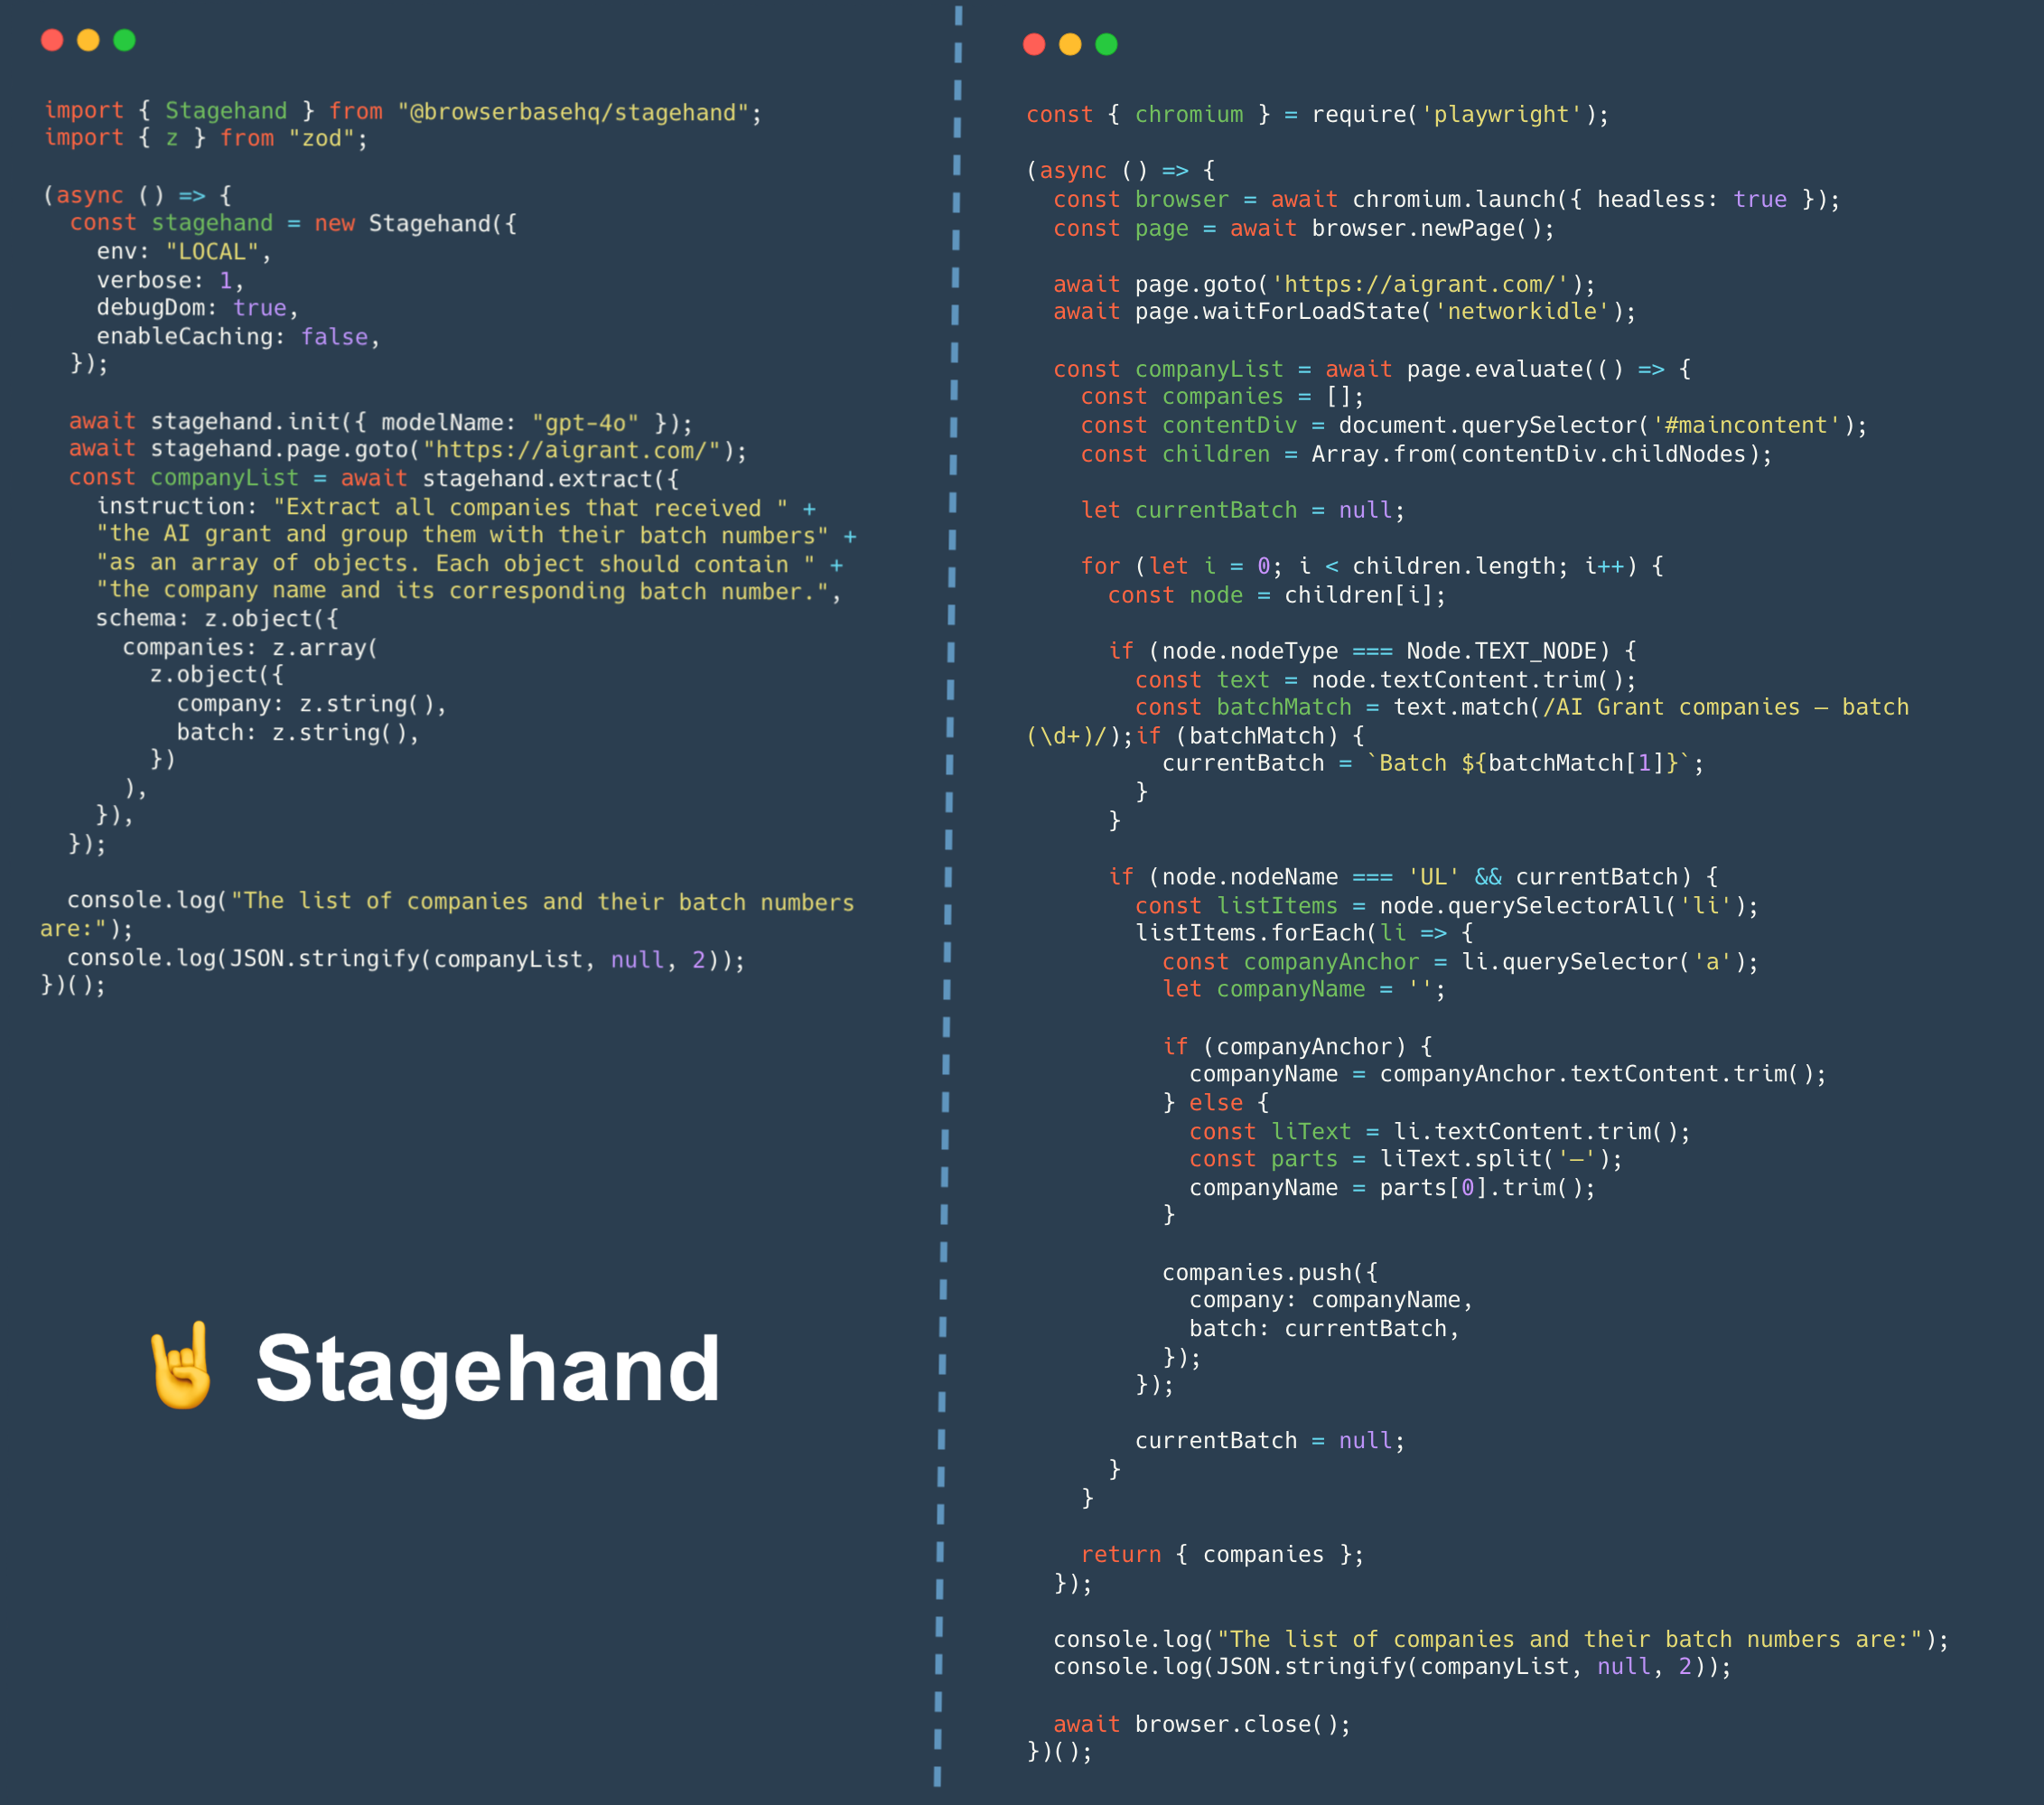 import { Stagehand } from "@browserbasehq/stagehand";
import { z } from "zod";

(async () => {
  const stagehand = new Stagehand({
    env: "LOCAL",
    verbose: 1,
    debugDom: true,
    enableCaching: false,
  });

  await stagehand.init({ modelName: "gpt-4o" });
  await stagehand.page.goto("https://aigrant.com/");
  const companyList = await stagehand.extract({
    instruction: "Extract all companies that received " +
    "the AI grant and group them with their batch numbers" +
    "as an array of objects. Each object should contain " +
    "the company name and its corresponding batch number.",
    schema: z.object({
      companies: z.array(
        z.object({
          company: z.string(),
          batch: z.string(),
        })
      ),
    }),
  });

  console.log("The list of companies and their batch numbers
are:");
  console.log(JSON.stringify(companyList, null, 2));
})();

🤘 Stagehand

const { chromium } = require('playwright');

(async () => {
  const browser = await chromium.launch({ headless: true });
  const page = await browser.newPage();

  await page.goto('https://aigrant.com/');
  await page.waitForLoadState('networkidle');

  const companyList = await page.evaluate(() => {
    const companies = [];
    const contentDiv = document.querySelector('#maincontent');
    const children = Array.from(contentDiv.childNodes);

    let currentBatch = null;

    for (let i = 0; i < children.length; i++) {
      const node = children[i];

      if (node.nodeType === Node.TEXT_NODE) {
        const text = node.textContent.trim();
        const batchMatch = text.match(/AI Grant companies — batch
(\d+)/);if (batchMatch) {
          currentBatch = `Batch ${batchMatch[1]}`;
        }
      }

      if (node.nodeName === 'UL' && currentBatch) {
        const listItems = node.querySelectorAll('li');
        listItems.forEach(li => {
          const companyAnchor = li.querySelector('a');
          let companyName = '';

          if (companyAnchor) {
            companyName = companyAnchor.textContent.trim();
          } else {
            const liText = li.textContent.trim();
            const parts = liText.split('—');
            companyName = parts[0].trim();
          }

          companies.push({
            company: companyName,
            batch: currentBatch,
          });
        });

        currentBatch = null;
      }
    }

    return { companies };
  });

  console.log("The list of companies and their batch numbers are:");
  console.log(JSON.stringify(companyList, null, 2));

  await browser.close();
})();